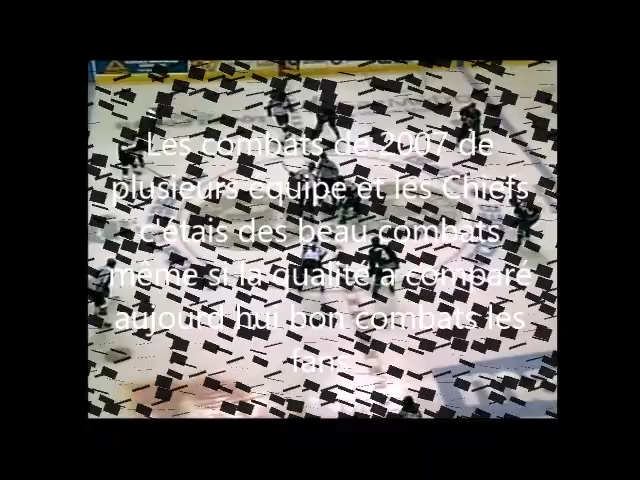 Les combats de 2007 de
plusieurs equipe et les Chiefs
c'étais des beau combats
même si la qualité a comparé
aujourd hui bon combats les
fans